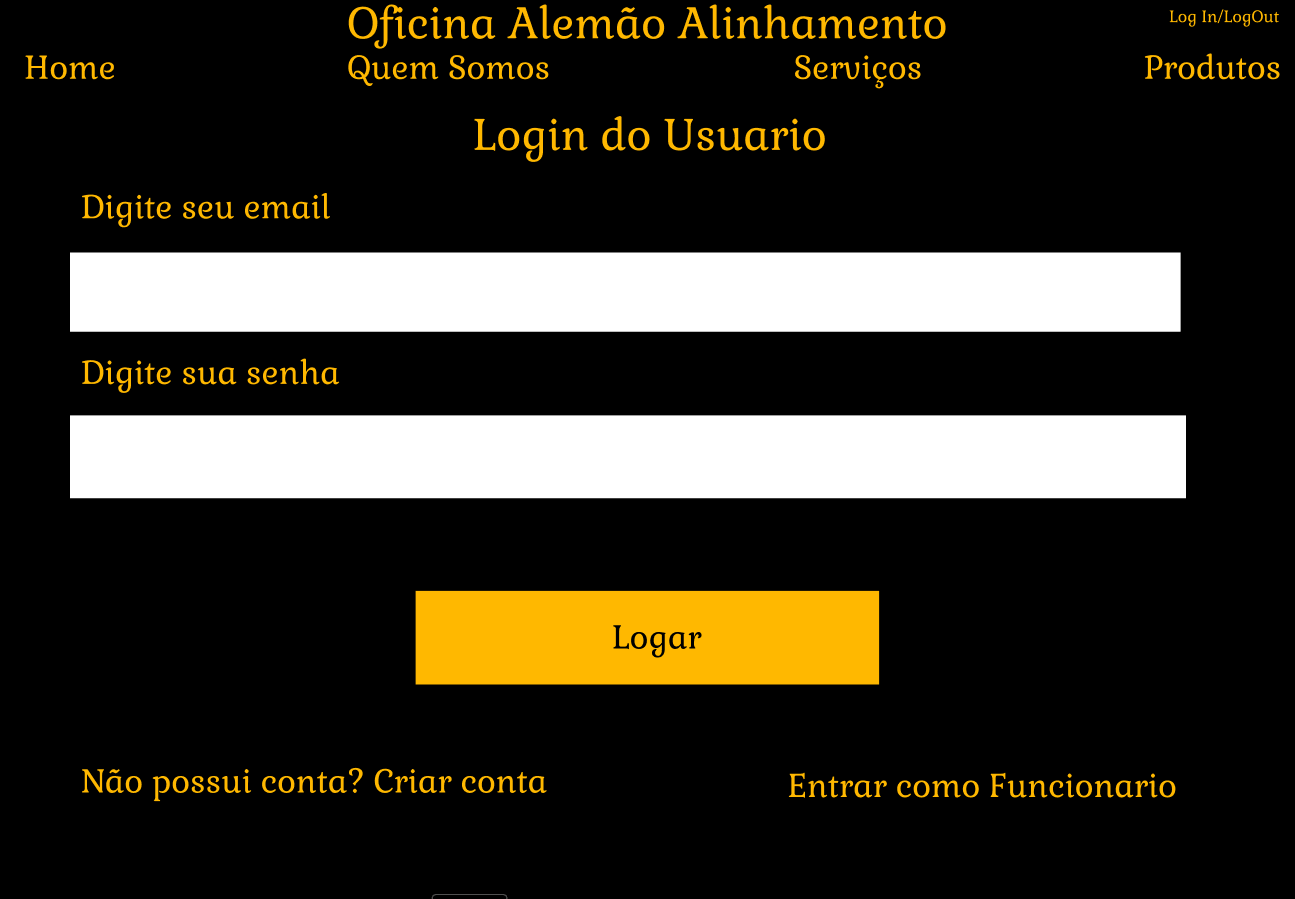 Oficina Alemão Alinhamento
Log In/LogOut
Home Quem Somos Serviços Produtos
Login do Usuario
Digite seu email
Digite sua senha
Logar
Não possui conta? Criar conta
Entrar como Funcionario